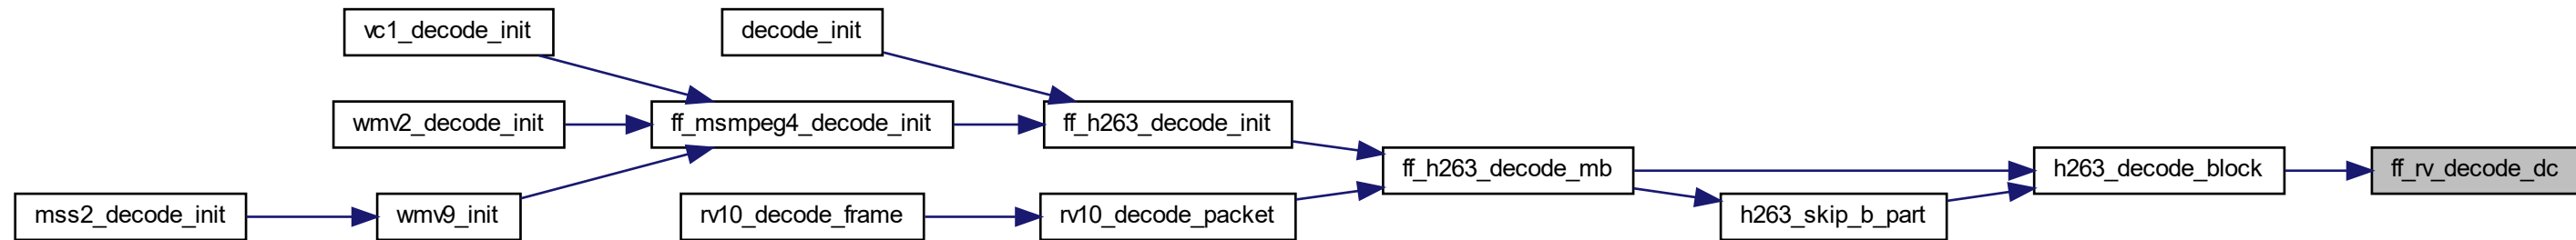 vc1_decode_init
decode_init
wmv2_decode_init
ff_msmpeg4_decode_init
ff_h263_decode_init
ff_h263_decode_mb
h263_decode_block
ff_rv_decode_dc
mss2_decode_init
wmv9_init
rv10_decode_frame
rv10_decode_packet
h263_skip_b_part